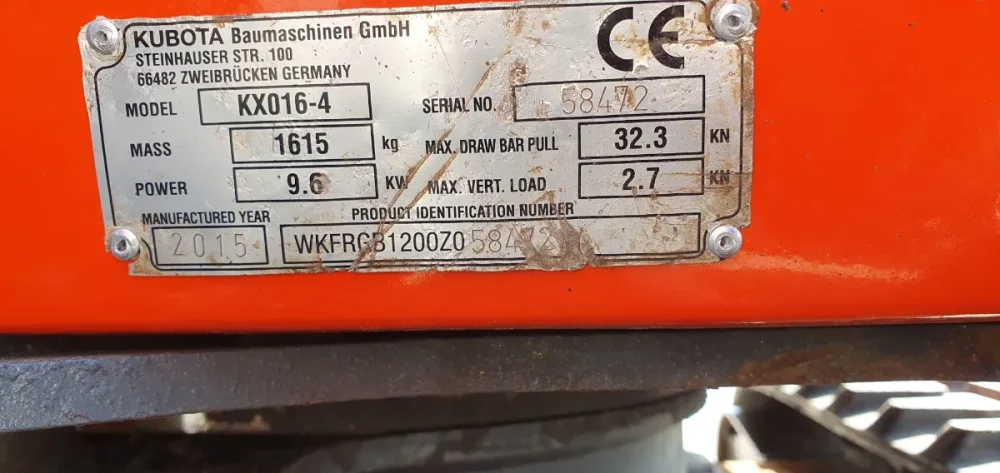 KUBOTA Baumaschinen GmbH
STEINHAUSER STR. 100
66482 ZWEIBRÜCKEN GERMANY
CE
MODEL KX016-4 SERIAL NO. 58472
MASS 1615 kg MAX. DRAW BAR PULL 32.3 KN
POWER 9.6 KW MAX. VERT. LOAD 2.7 KN
MANUFACTURED YEAR PRODUCT IDENTIFICATION NUMBER
2015 WKFRGB1200Z058472